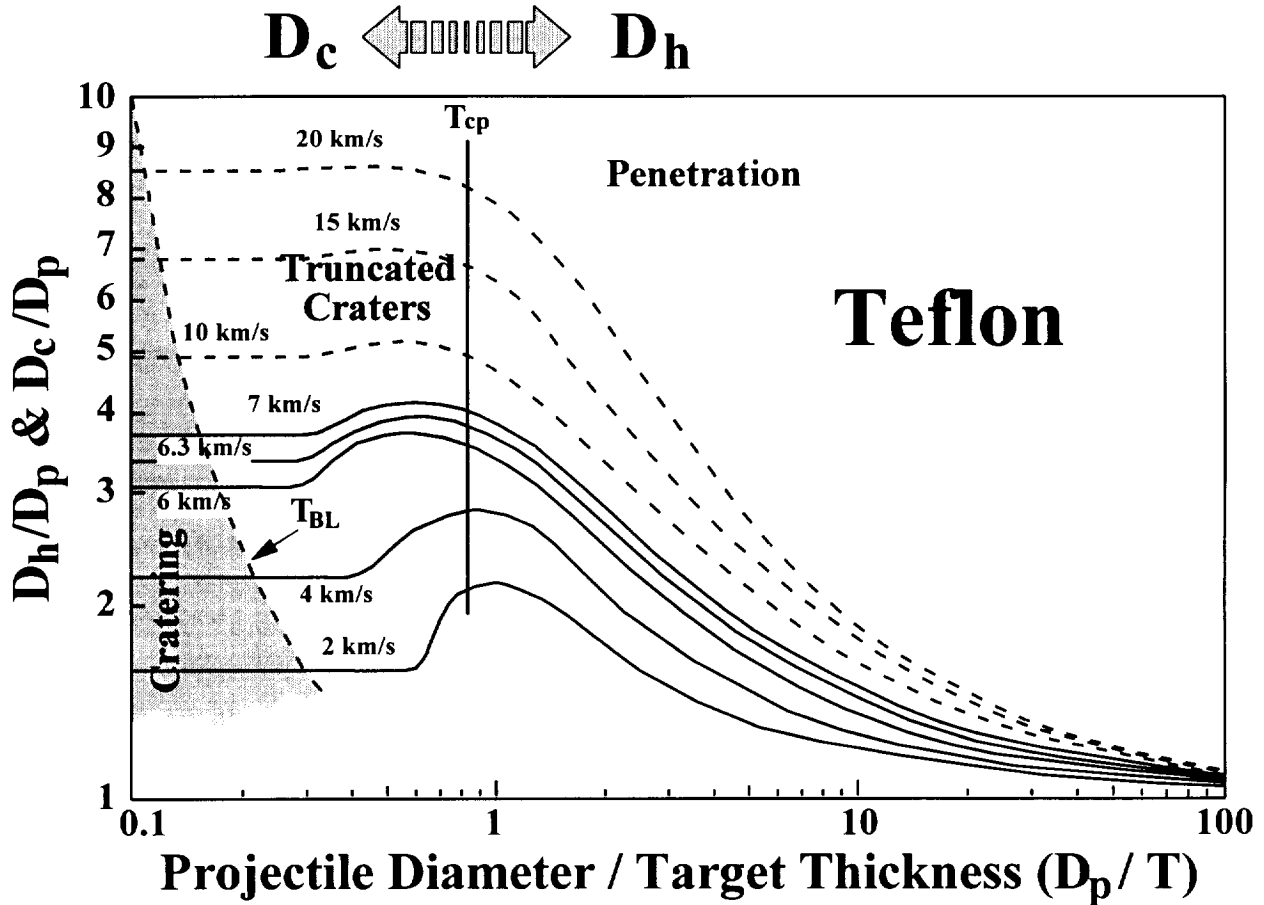 Dc Dh
10
9
8
7
6
5
4
3
2
1
Dh/Dp & Dc/Dp
20 km/s
Tcp
Penetration
15 km/s
Truncated
Craters
Teflon
10 km/s
7 km/s
6.3 km/s
6 km/s
TBL
Cratering
4 km/s
2 km/s
0.1 1 10 100
Projectile Diameter / Target Thickness (Dp / T)